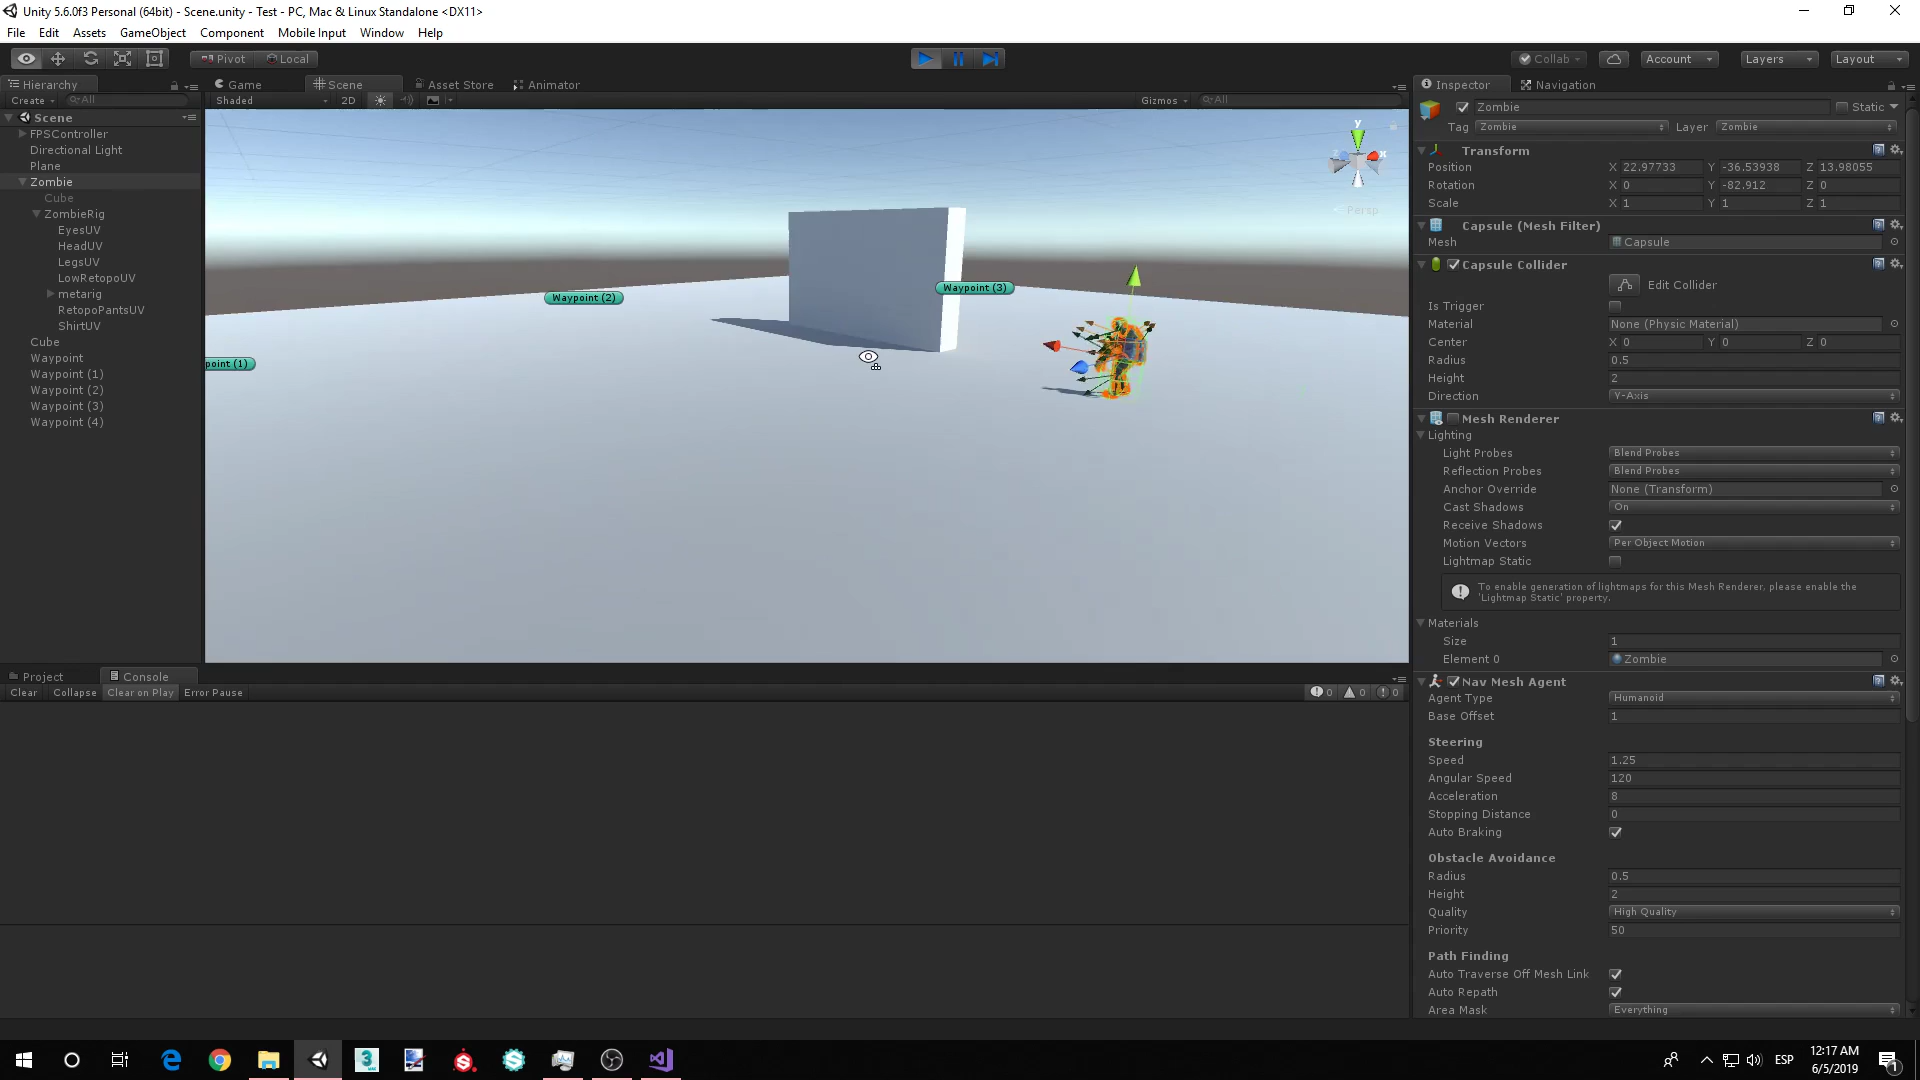 Unity 5.6.0f3 Personal (64bit) - Scene.unity - Test - PC, Mac & Linux Standalone <DX11>
File Edit Assets GameObject Component Mobile Input Window Help
Pivot Local
Collab Account Layers Layout
Hierarchy
Create All
Scene
FPSController
Directional Light
Plane
Zombie
Cube
ZombieRig
EyesUV
HeadUV
LegsUV
LowRetopoUV
metarig
RetopoPantsUV
ShirtUV
Cube
Waypoint
Waypoint (1)
Waypoint (2)
Waypoint (3)
Waypoint (4)
Game Scene Asset Store Animator
Shaded 2D Gizmos All
y
x
z
Persp
Waypoint (2)
Waypoint (3)
point (1)
Project Console
Clear Collapse Clear on Play Error Pause 0 0 0
Inspector Navigation
Zombie Static
Tag Zombie Layer Zombie
Transform
Position X 22.97733 Y -36.53938 Z 13.98055
Rotation X 0 Y -82.912 Z 0
Scale X 1 Y 1 Z 1
Capsule (Mesh Filter)
Mesh Capsule
Capsule Collider
Edit Collider
Is Trigger
Material None (Physic Material)
Center X 0 Y 0 Z 0
Radius 0.5
Height 2
Direction Y-Axis
Mesh Renderer
Lighting
Light Probes Blend Probes
Reflection Probes Blend Probes
Anchor Override None (Transform)
Cast Shadows On
Receive Shadows
Motion Vectors Per Object Motion
Lightmap Static
To enable generation of lightmaps for this Mesh Renderer, please enable the
'Lightmap Static' property.
Materials
Size 1
Element 0 Zombie
Nav Mesh Agent
Agent Type Humanoid
Base Offset 1
Steering
Speed 1.25
Angular Speed 120
Acceleration 8
Stopping Distance 0
Auto Braking
Obstacle Avoidance
Radius 0.5
Height 2
Quality High Quality
Priority 50
Path Finding
Auto Traverse Off Mesh Link
Auto Repath
Area Mask Everything
ESP
12:17 AM
6/5/2019
1